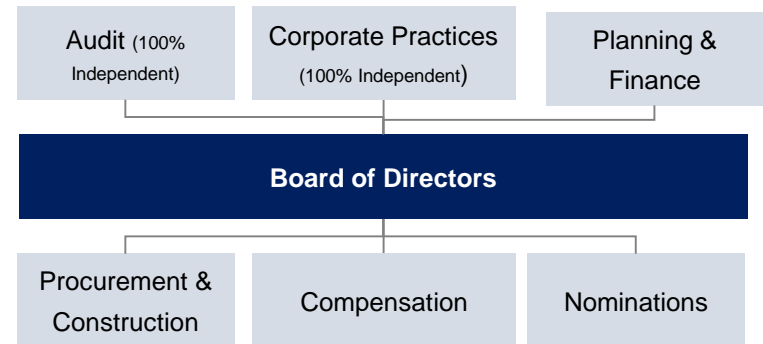 Audit (100%
Independent)
Corporate Practices
(100% Independent)
Planning &
Finance
Board of Directors
Procurement &
Construction
Compensation
Nominations